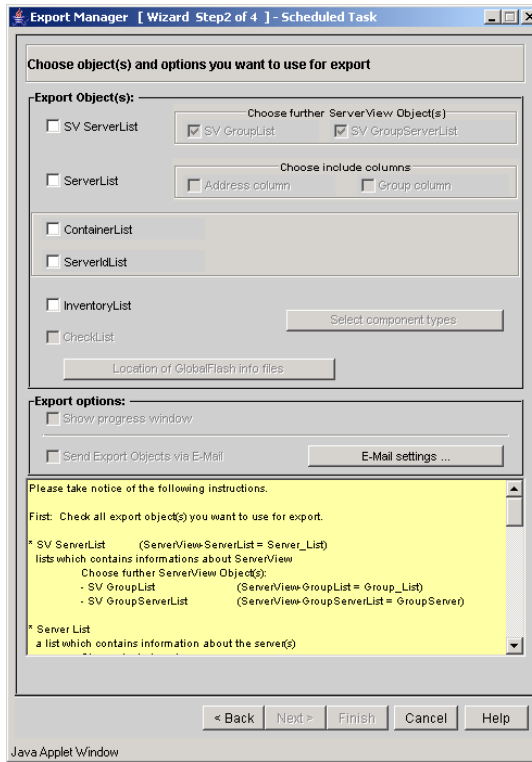 Export Manager [ Wizard Step2 of 4 ] - Scheduled Task
Choose object(s) and options you want to use for export
Export Object(s):
Choose further ServerView Object(s)
SV ServerList
SV GroupList
SV GroupServerList
Choose include columns
ServerList
Address column
Group column
ContainerList
ServerIdList
InventoryList
Select component types
CheckList
Location of GlobalFlash info files
Export options:
Show progress window
Send Export Objects via E-Mail
E-Mail settings ...
Please take notice of the following instructions.
First: Check all export object(s) you want to use for export.
* SV ServerList (ServerView-ServerList = Server_List)
lists which contains informations about ServerView
Choose further ServerView Object(s):
- SV GroupList (ServerView-GroupList = Group_List)
- SV GroupServerList (ServerView-GroupServerList = GroupServer)
* Server List
a list which contains information about the server(s)
< Back Next > Finish Cancel Help
Java Applet Window